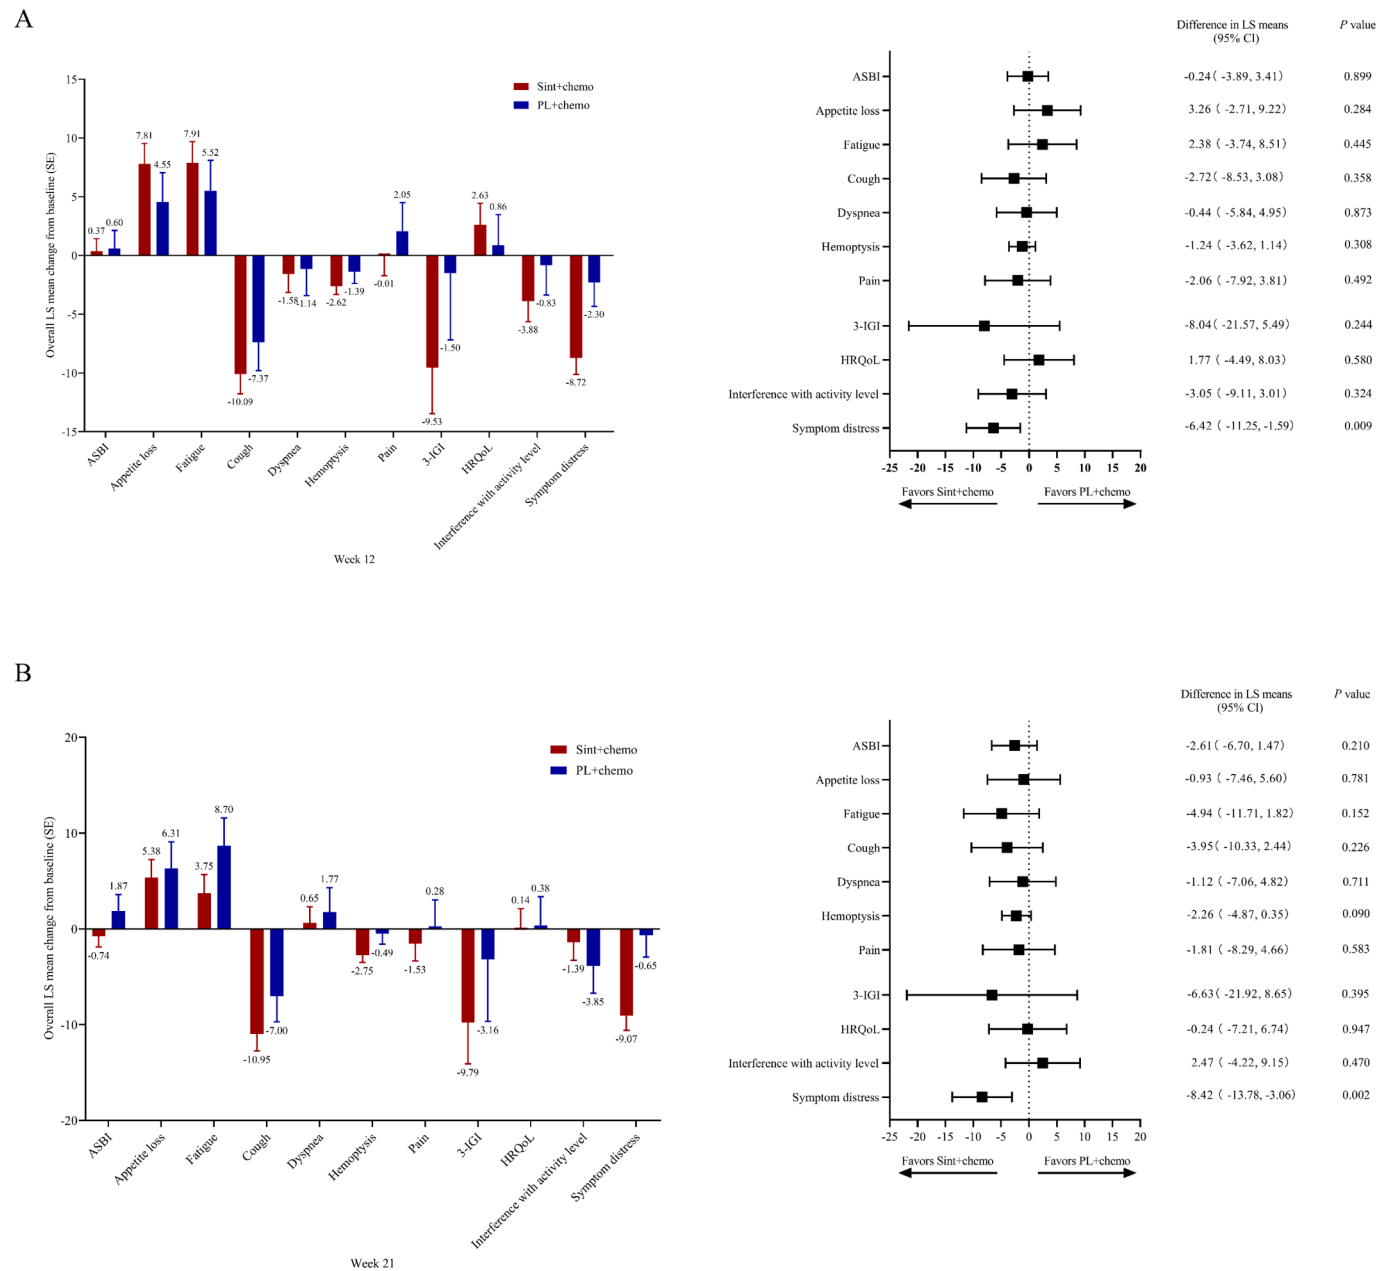 A
Difference in LS means
(95% CI)
P value
Overall LS mean change from baseline (SE)
15
10
5
0
-5
-10
-15
Sint+chemo
PL+chemo
0.37
0.60
7.81
4.55
7.91
5.52
-10.09
-7.37
-1.58
-1.14
-2.62
-1.39
-0.01
2.05
-9.53
-1.50
2.63
0.86
-3.88
-0.83
-8.72
-2.30
ASBI
Appetite loss
Fatigue
Cough
Dyspnea
Hemoptysis
Pain
3-IGI
HRQoL
Interference with activity level
Symptom distress
Week 12
ASBI -0.24( -3.89, 3.41) 0.899
Appetite loss 3.26 ( -2.71, 9.22) 0.284
Fatigue 2.38 ( -3.74, 8.51) 0.445
Cough -2.72( -8.53, 3.08) 0.358
Dyspnea -0.44 ( -5.84, 4.95) 0.873
Hemoptysis -1.24 ( -3.62, 1.14) 0.308
Pain -2.06 ( -7.92, 3.81) 0.492
3-IGI -8.04( -21.57, 5.49) 0.244
HRQoL 1.77 ( -4.49, 8.03) 0.580
Interference with activity level -3.05 ( -9.11, 3.01) 0.324
Symptom distress -6.42 ( -11.25, -1.59) 0.009
-25 -20 -15 -10 -5 0 5 10 15 20
Favors Sint+chemo Favors PL+chemo
B
Difference in LS means
(95% CI)
P value
Overall LS mean change from baseline (SE)
20
10
0
-10
-20
Sint+chemo
PL+chemo
-0.74
1.87
5.38
6.31
3.75
8.70
-10.95
-7.00
0.65
1.77
-2.75
-0.49
-1.53
0.28
-9.79
-3.16
0.14
0.38
-1.39
-3.85
-9.07
-0.65
ASBI
Appetite loss
Fatigue
Cough
Dyspnea
Hemoptysis
Pain
3-IGI
HRQoL
Interference with activity level
Symptom distress
Week 21
ASBI -2.61( -6.70, 1.47) 0.210
Appetite loss -0.93 ( -7.46, 5.60) 0.781
Fatigue -4.94 ( -11.71, 1.82) 0.152
Cough -3.95( -10.33, 2.44) 0.226
Dyspnea -1.12 ( -7.06, 4.82) 0.711
Hemoptysis -2.26 ( -4.87, 0.35) 0.090
Pain -1.81 ( -8.29, 4.66) 0.583
3-IGI -6.63( -21.92, 8.65) 0.395
HRQoL -0.24 ( -7.21, 6.74) 0.947
Interference with activity level 2.47 ( -4.22, 9.15) 0.470
Symptom distress -8.42 ( -13.78, -3.06) 0.002
-25 -20 -15 -10 -5 0 5 10 15 20
Favors Sint+chemo Favors PL+chemo